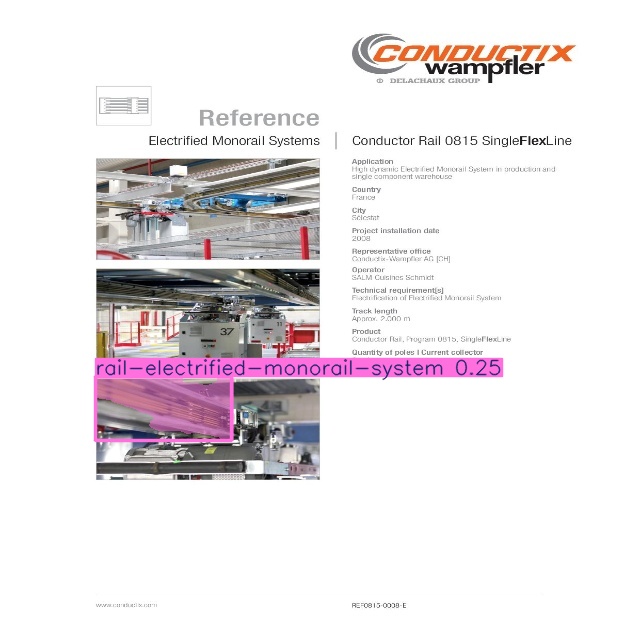 CONDUCTIX
wampfler
DELACHAUX GROUP
Reference
Electrified Monorail Systems
Conductor Rail 0815 SingleFlexLine
Application
High dynamic Electrified Monorail System in production and
single component warehouse
Country
France
City
Sélestat
Project installation date
2008
Representative office
Conductix-Wampfler AG [CH]
Operator
SALM Cuisines Schmidt
Technical requirement[s]
Electrification of Electrified Monorail System
Track length
Approx. 2.000 m
Product
Conductor Rail, Program 0815, SingleFlexLine
Quantity of poles I Current collector
37
rail-electrified-monorail-system 0.25
www.conductix.com
REF0815-0008-E